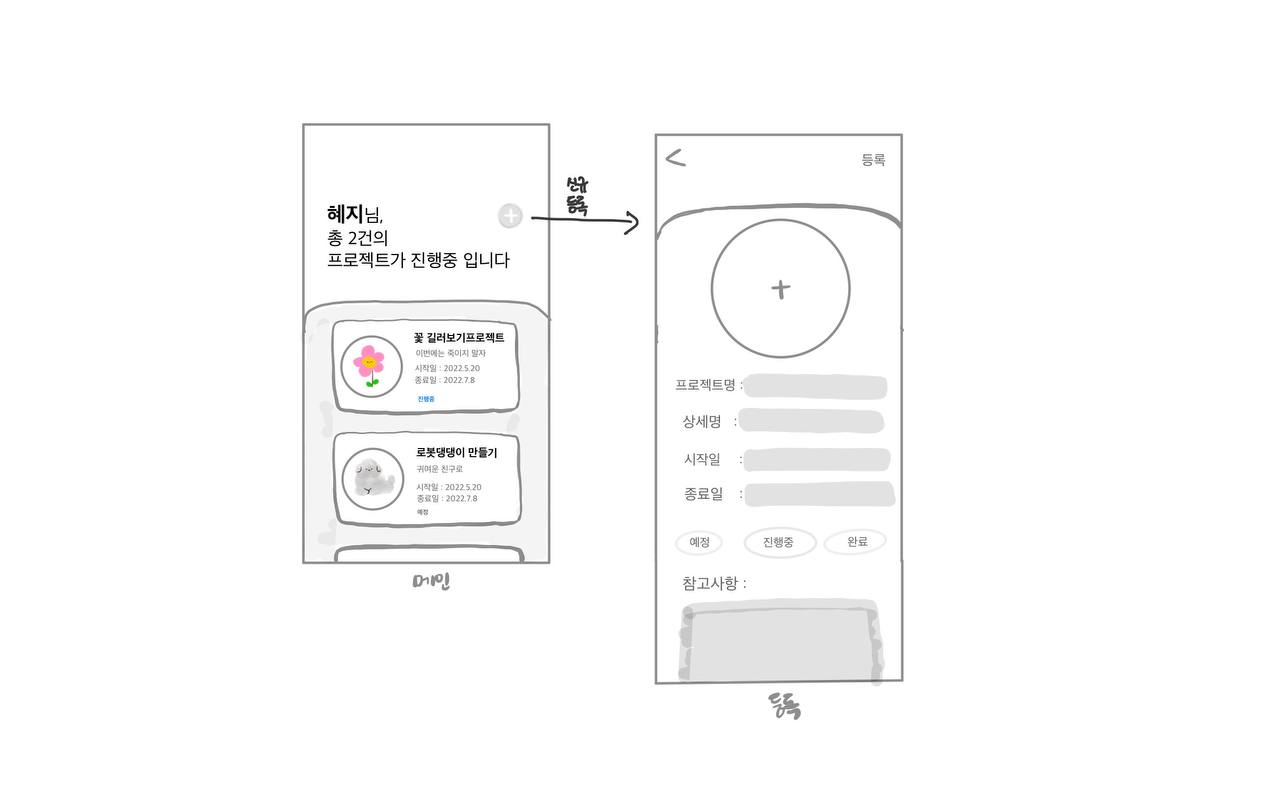 혜지님,
총 2건의
프로젝트가 진행중 입니다
꽃 길러보기프로젝트
이번에는 죽이지 말자
시작일 : 2022.5.20
종료일 : 2022.7.8
진행중
로봇댕댕이 만들기
귀여운 친구로
시작일 : 2022.5.20
종료일 : 2022.7.8
예정
메인
신규
등록
<
등록
+
프로젝트명 :
상세명 :
시작일 :
종료일 :
예정 진행중 완료
참고사항 :
등록